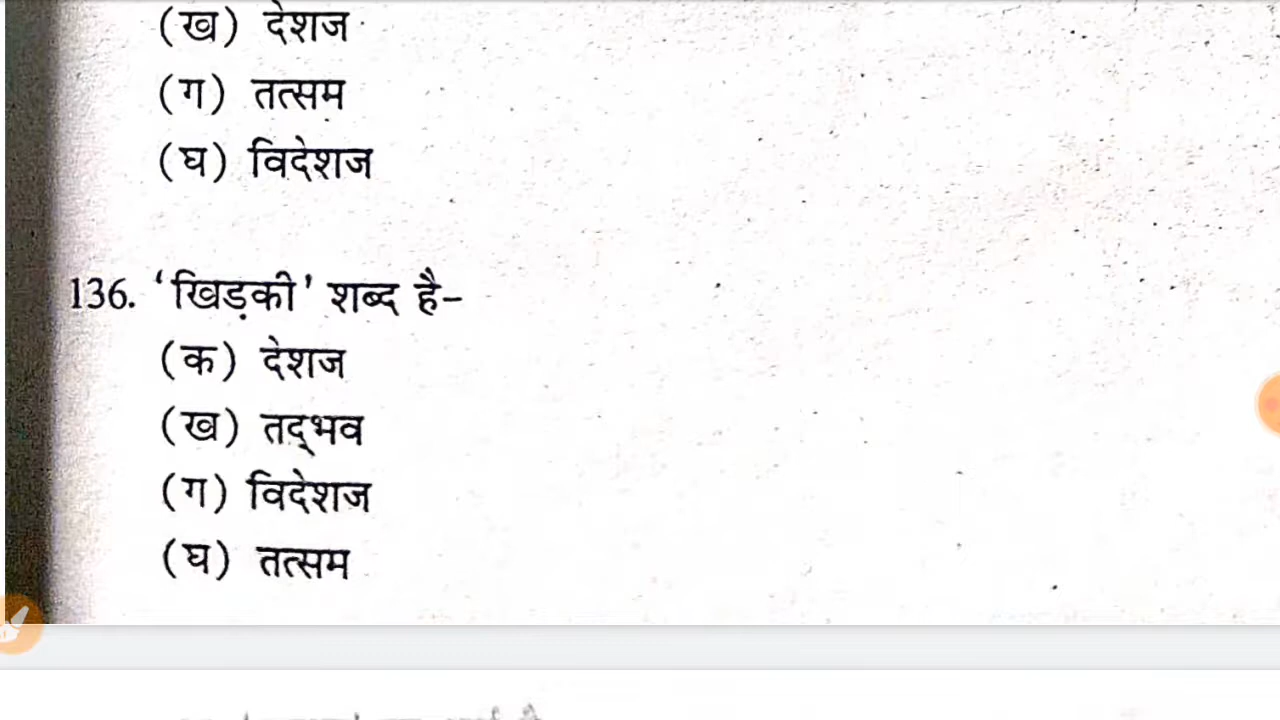 (ख) देशज
(ग) तत्सम
(घ) विदेशज
136. 'खिड़की' शब्द है-
(क) देशज
(ख) तद्भव
(ग) विदेशज
(घ) तत्सम